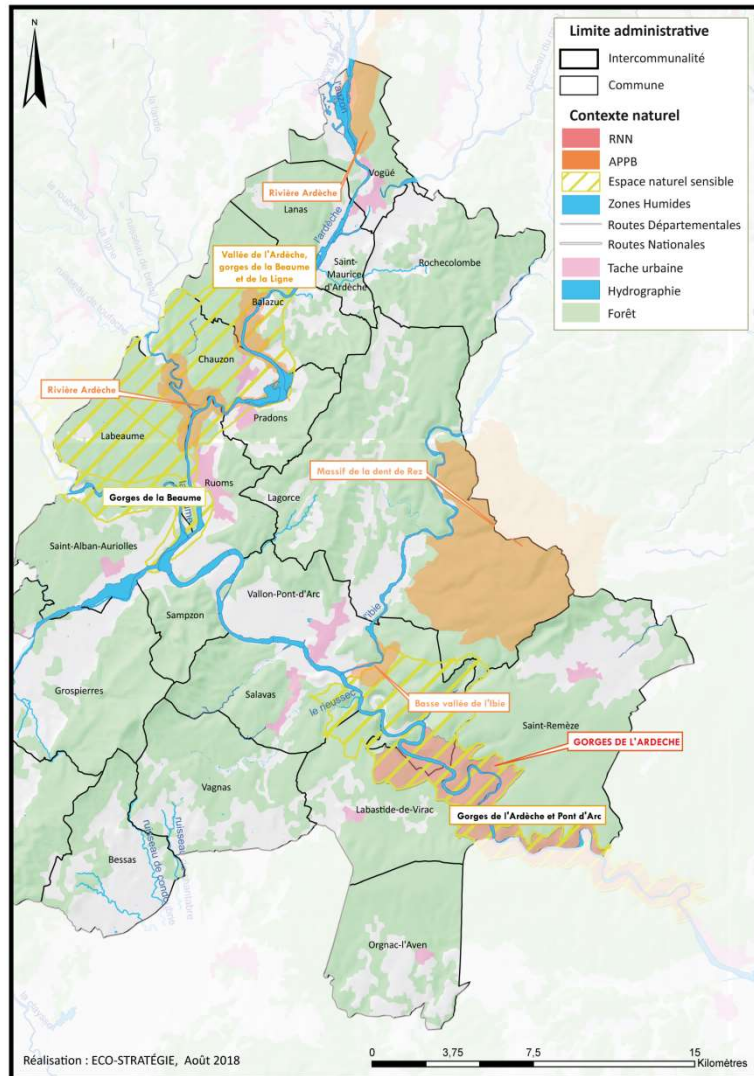 N
Limite administrative
Intercommunalité
Commune
Contexte naturel
RNN
APPB
Espace naturel sensible
Zones Humides
Routes Départementales
Routes Nationales
Tache urbaine
Hydrographie
Forêt
l'auzon
Vogüé
Rivière Ardèche
Lanas
l'ardèche
Vallée de l'Ardèche,
gorges de la Beaume
et de la Ligne
Saint-
Maurice
d'Ardèche
Rochecolombe
Balazuc
Chauzon
Rivière Ardèche
Pradons
Labeaume
Massif de la dent de Rez
Ruoms
Gorges de la Beaume
Lagorce
Saint-Alban-Auriolles
Vallon-Pont-d'Arc
l'ibie
Sampzon
Grospierres
Salavas
le rieussec
Basse vallée de l'Ibie
Saint-Remèze
GORGES DE L'ARDECHE
Vagnas
Labastide-de-Virac
Gorges de l'Ardèche et Pont d'Arc
Bessas
Orgnac-l'Aven
Réalisation : ECO-STRATÉGIE, Août 2018
0 3,75 7,5 15
Kilomètres